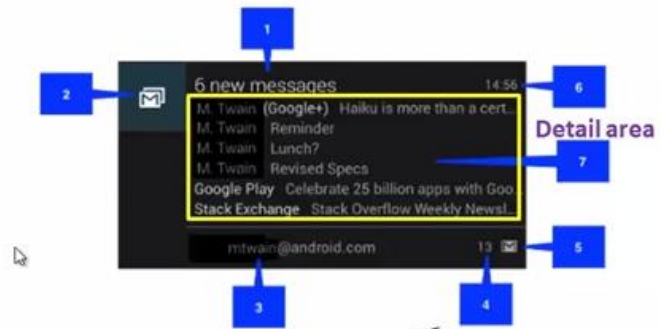 1
2
6 new messages 14:56
6
M. Twain (Google+) Haiku is more than a cert...
M. Twain Reminder
Detail area
M. Twain Lunch?
7
M. Twain Revised Specs
Google Play Celebrate 25 billion apps with Goo...
Stack Exchange Stack Overflow Weekly Newsl...
mtwain@android.com 13
5
3
4